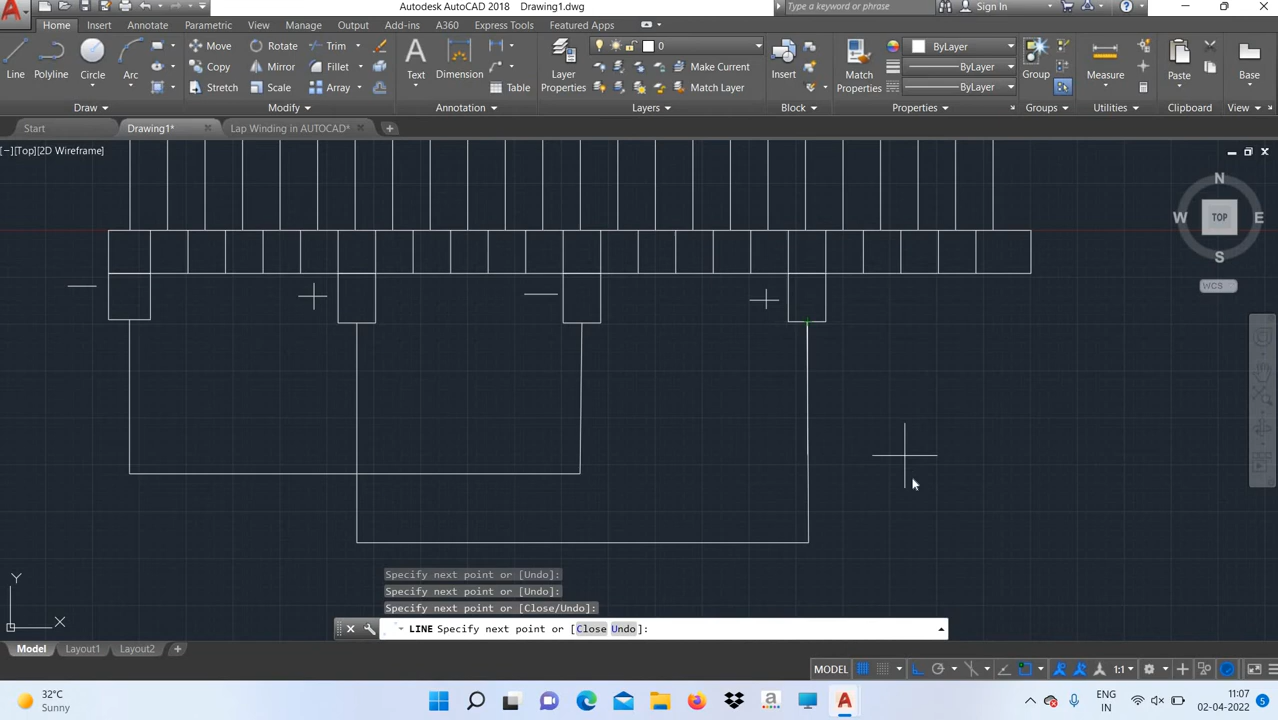 Autodesk AutoCAD 2018 Drawing1.dwg
Type a keyword or phrase
Sign In
Home Insert Annotate Parametric View Manage Output Add-ins A360 Express Tools Featured Apps
Line Polyline Circle Arc
Move Rotate Trim
Copy Mirror Fillet
Stretch Scale Array
Text Dimension Table
Layer Properties
0
Make Current
Match Layer
Insert
Match Properties
ByLayer
ByLayer
ByLayer
Group Measure Paste Base
Draw Modify Annotation Layers Block Properties Groups Utilities Clipboard View
Start Drawing1* Lap Winding in AUTOCAD*
[−][Top][2D Wireframe]
N
W TOP E
S
WCS
Y
X
Specify next point or [Undo]:
Specify next point or [Undo]:
Specify next point or [Close/Undo]:
LINE Specify next point or [Close Undo]:
Model Layout1 Layout2
MODEL 1:1
32°C
Sunny
ENG
IN
11:07
02-04-2022
5